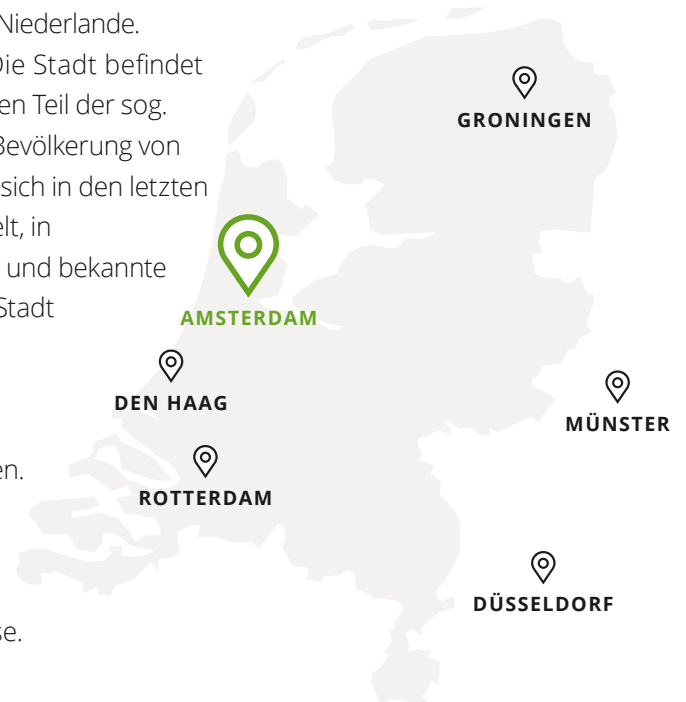 Niederlande.
Die Stadt befindet
en Teil der sog.
Bevölkerung von
sich in den letzten
elt, in
und bekannte
Stadt
en.
se.
GRONINGEN
AMSTERDAM
DEN HAAG
MÜNSTER
ROTTERDAM
DÜSSELDORF